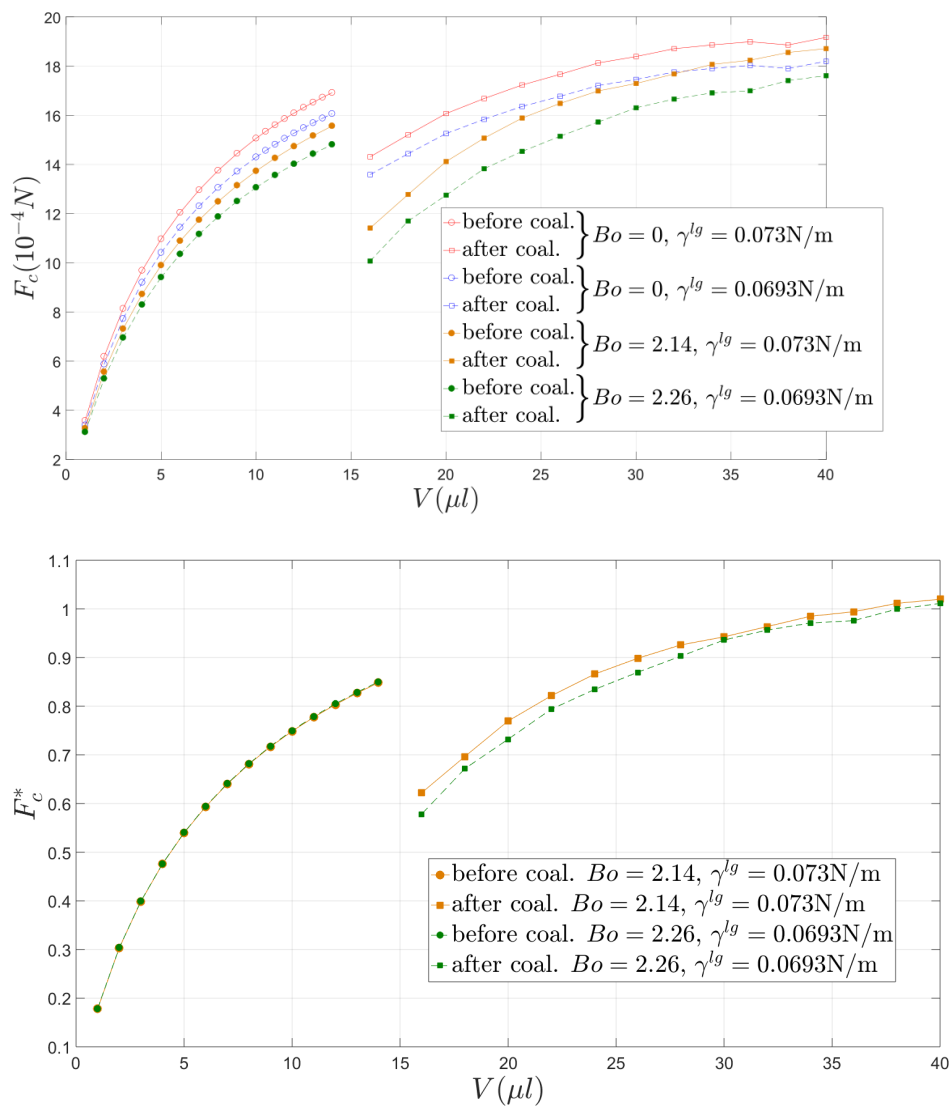 20
18
16
14
12
10
8
6
4
2
F_c(10^{-4}N)
before coal.
after coal.
} Bo = 0, γ^{lg} = 0.073N/m
before coal.
after coal.
} Bo = 0, γ^{lg} = 0.0693N/m
before coal.
after coal.
} Bo = 2.14, γ^{lg} = 0.073N/m
before coal.
after coal.
} Bo = 2.26, γ^{lg} = 0.0693N/m
0 5 10 15 20 25 30 35 40
V(μl)
1.1
1
0.9
0.8
0.7
0.6
0.5
0.4
0.3
0.2
0.1
F_c^*
before coal. Bo = 2.14, γ^{lg} = 0.073N/m
after coal. Bo = 2.14, γ^{lg} = 0.073N/m
before coal. Bo = 2.26, γ^{lg} = 0.0693N/m
after coal. Bo = 2.26, γ^{lg} = 0.0693N/m
0 5 10 15 20 25 30 35 40
V(μl)